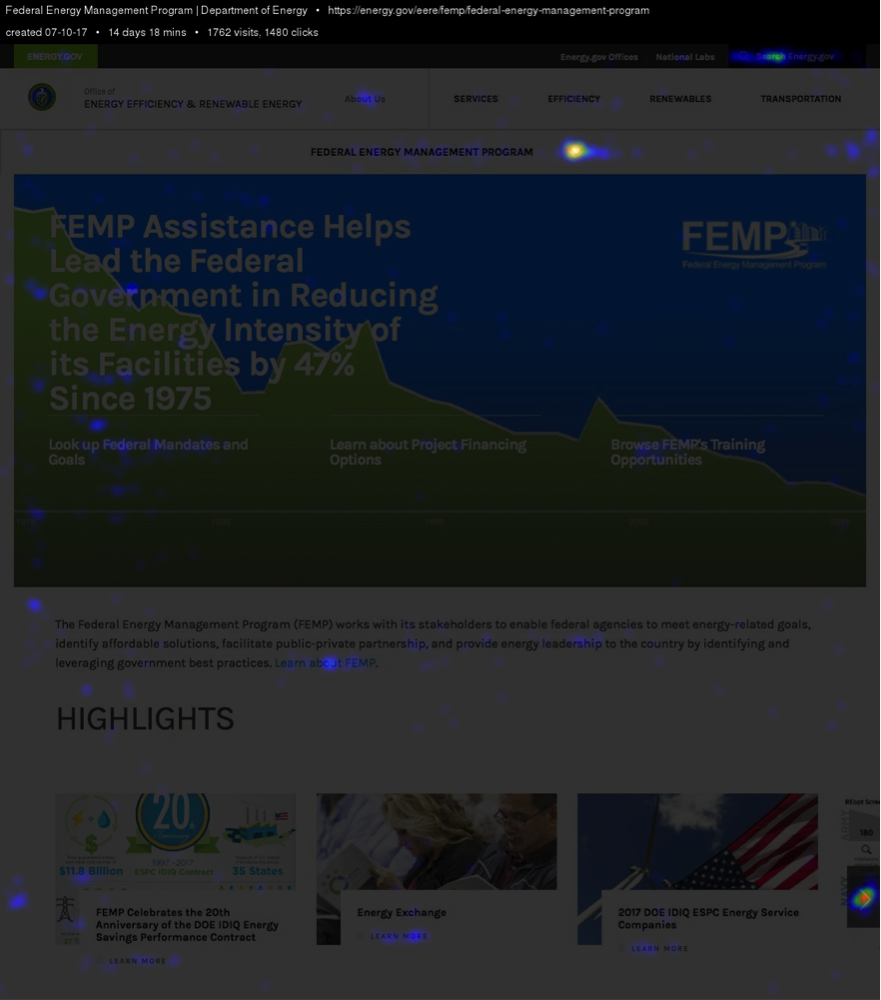 Federal Energy Management Program | Department of Energy • https://energy.gov/eere/femp/federal-energy-management-program
created 07-10-17 • 14 days 18 mins • 1762 visits, 1480 clicks
ENERGY.GOV
Energy.gov Offices National Labs Search Energy.gov
Office of
ENERGY EFFICIENCY & RENEWABLE ENERGY
About Us SERVICES EFFICIENCY RENEWABLES TRANSPORTATION
FEDERAL ENERGY MANAGEMENT PROGRAM
FEMP Assistance Helps
Lead the Federal
Government in Reducing
the Energy Intensity of
its Facilities by 47%
Since 1975
FEMP
Federal Energy Management Program
Look up Federal Mandates and
Goals
Learn about Project Financing
Options
Browse FEMP's Training
Opportunities
The Federal Energy Management Program (FEMP) works with its stakeholders to enable federal agencies to meet energy-related goals,
identify affordable solutions, facilitate public-private partnership, and provide energy leadership to the country by identifying and
leveraging government best practices. Learn about FEMP.
HIGHLIGHTS
20
1997 - 2017
ESPC IDIQ Contract
$11.8 Billion
35 States
FEMP Celebrates the 20th
Anniversary of the DOE IDIQ Energy
Savings Performance Contract
LEARN MORE
Energy Exchange
LEARN MORE
2017 DOE IDIQ ESPC Energy Service
Companies
LEARN MORE
180